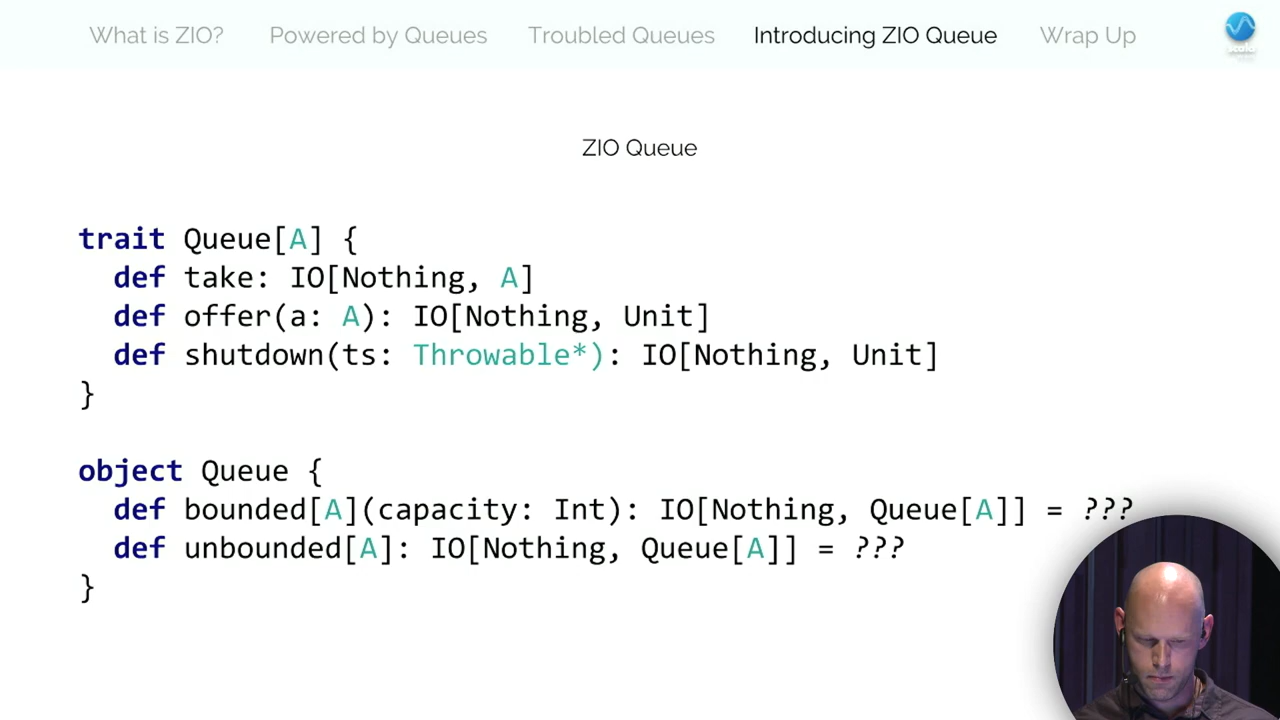 What is ZIO? Powered by Queues Troubled Queues Introducing ZIO Queue Wrap Up
scala
ZIO Queue
trait Queue[A] {
  def take: IO[Nothing, A]
  def offer(a: A): IO[Nothing, Unit]
  def shutdown(ts: Throwable*): IO[Nothing, Unit]
}
object Queue {
  def bounded[A](capacity: Int): IO[Nothing, Queue[A]] = ???
  def unbounded[A]: IO[Nothing, Queue[A]] = ???
}